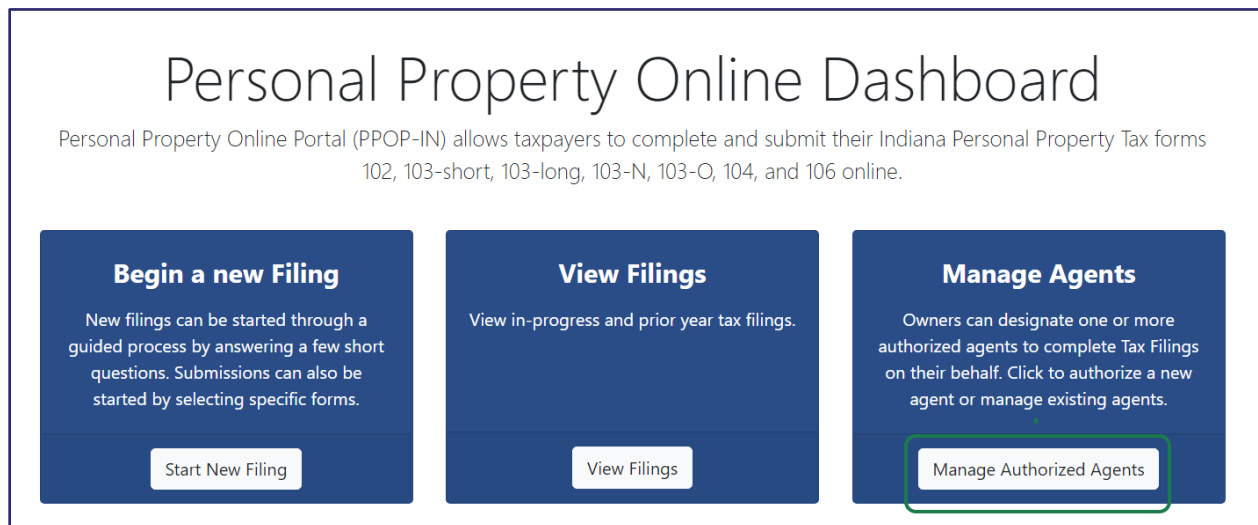 Personal Property Online Dashboard
Personal Property Online Portal (PPOP-IN) allows taxpayers to complete and submit their Indiana Personal Property Tax forms
102, 103-short, 103-long, 103-N, 103-O, 104, and 106 online.
Begin a new Filing
New filings can be started through a
guided process by answering a few short
questions. Submissions can also be
started by selecting specific forms.
Start New Filing
View Filings
View in-progress and prior year tax filings.
View Filings
Manage Agents
Owners can designate one or more
authorized agents to complete Tax Filings
on their behalf. Click to authorize a new
agent or manage existing agents.
Manage Authorized Agents